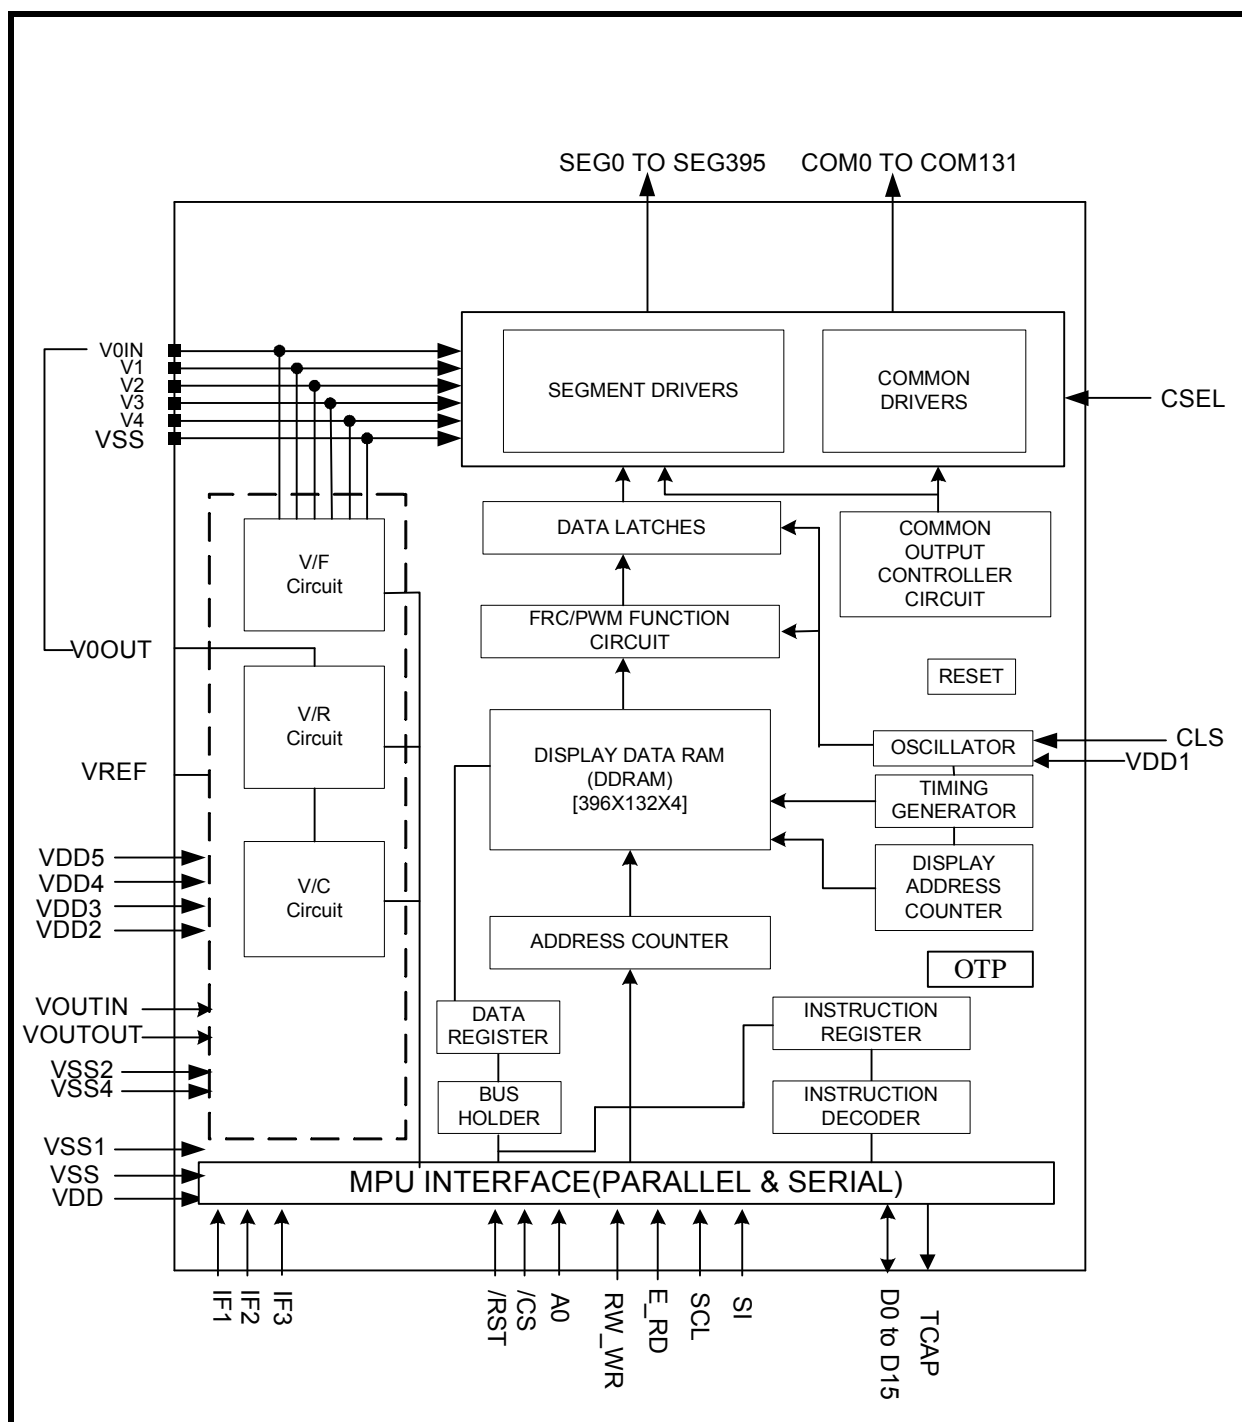 SEG0 TO SEG395
COM0 TO COM131
V0IN
V1
V2
V3
V4
VSS
SEGMENT DRIVERS
COMMON
DRIVERS
CSEL
V/F
Circuit
DATA LATCHES
COMMON
OUTPUT
CONTROLLER
CIRCUIT
FRC/PWM FUNCTION
CIRCUIT
V0OUT
RESET
V/R
Circuit
DISPLAY DATA RAM
(DDRAM)
[396X132X4]
OSCILLATOR
CLS
VDD1
VREF
TIMING
GENERATOR
VDD5
VDD4
VDD3
VDD2
V/C
Circuit
DISPLAY
ADDRESS
COUNTER
ADDRESS COUNTER
OTP
VOUTIN
VOUTOUT
DATA
REGISTER
INSTRUCTION
REGISTER
VSS2
VSS4
BUS
HOLDER
INSTRUCTION
DECODER
VSS1
VSS
VDD
MPU INTERFACE(PARALLEL & SERIAL)
IF1
IF2
IF3
/RST
/CS
A0
RW_WR
E_RD
SCL
SI
D0 to D15
TCAP